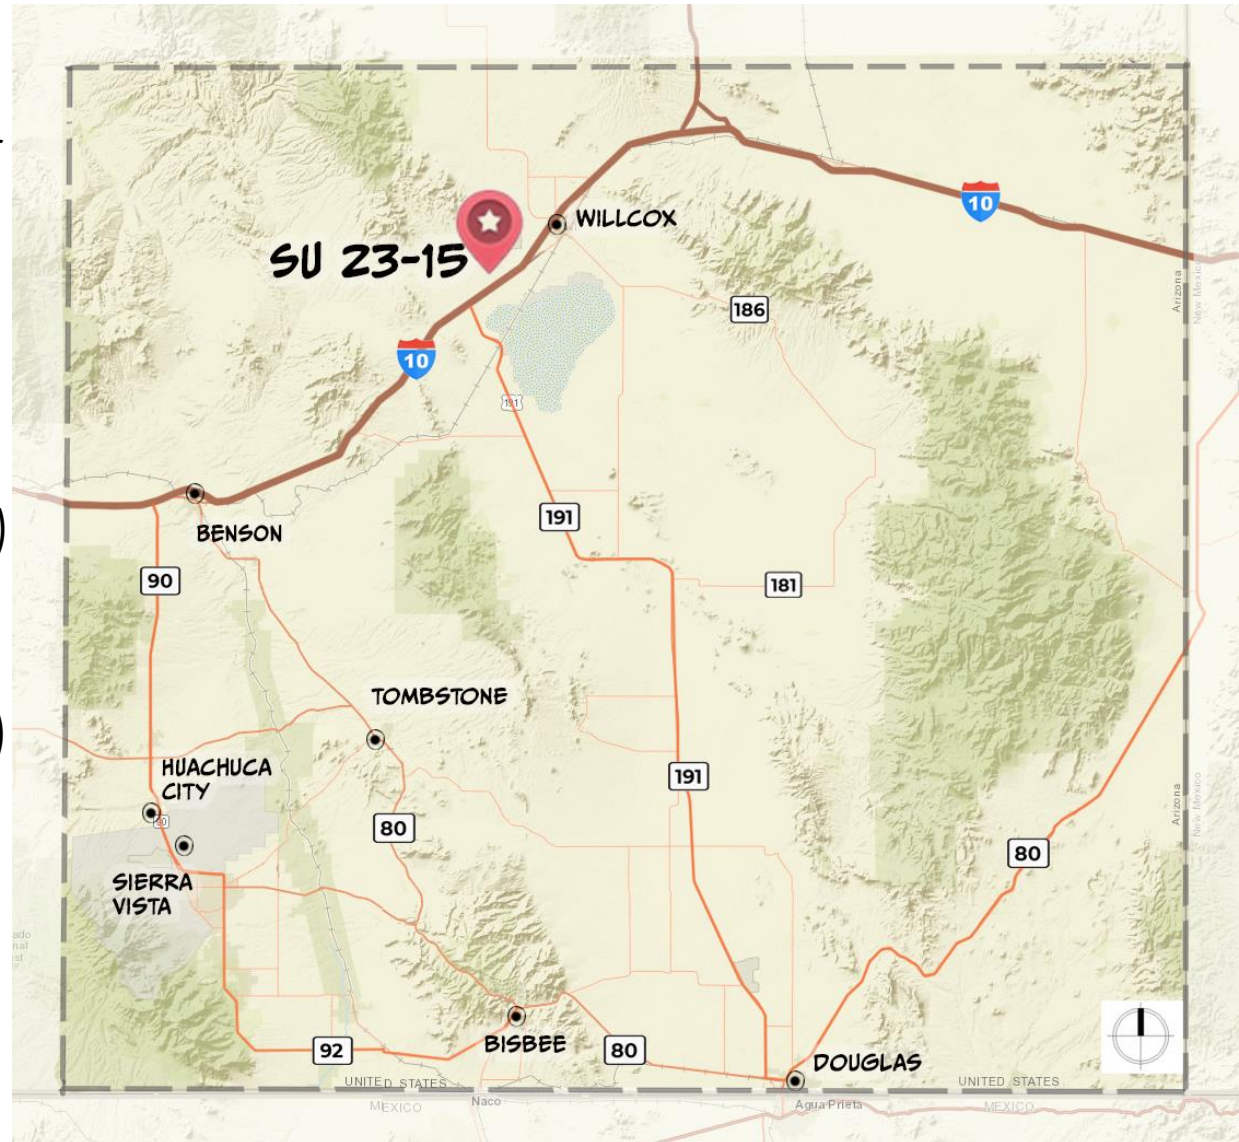 WILLCOX
10
SU 23-15
Arizona
New Mexico
186
10
191
191
BENSON
90
181
TOMBSTONE
HUACHUCA
CITY
191
Arizona
New Mexico
90
80
80
SIERRA
VISTA
BISBEE
92
80
DOUGLAS
UNITED STATES
UNITED STATES
MEXICO
Naco
Agua Prieta
MEXICO
)
)